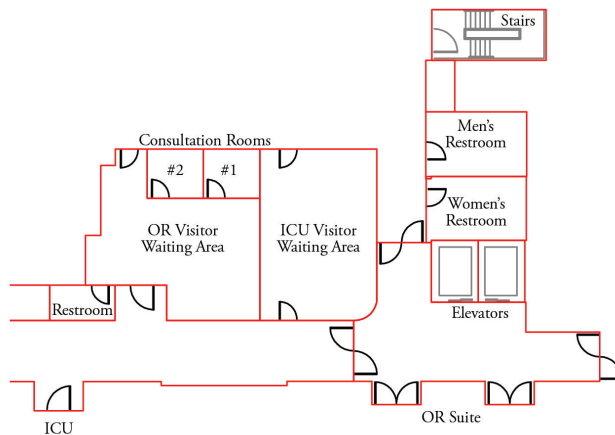 Stairs
Men's
Restroom
Consultation Rooms
#2
#1
Women's
Restroom
OR Visitor
Waiting Area
ICU Visitor
Waiting Area
Restroom
Elevators
OR Suite
ICU